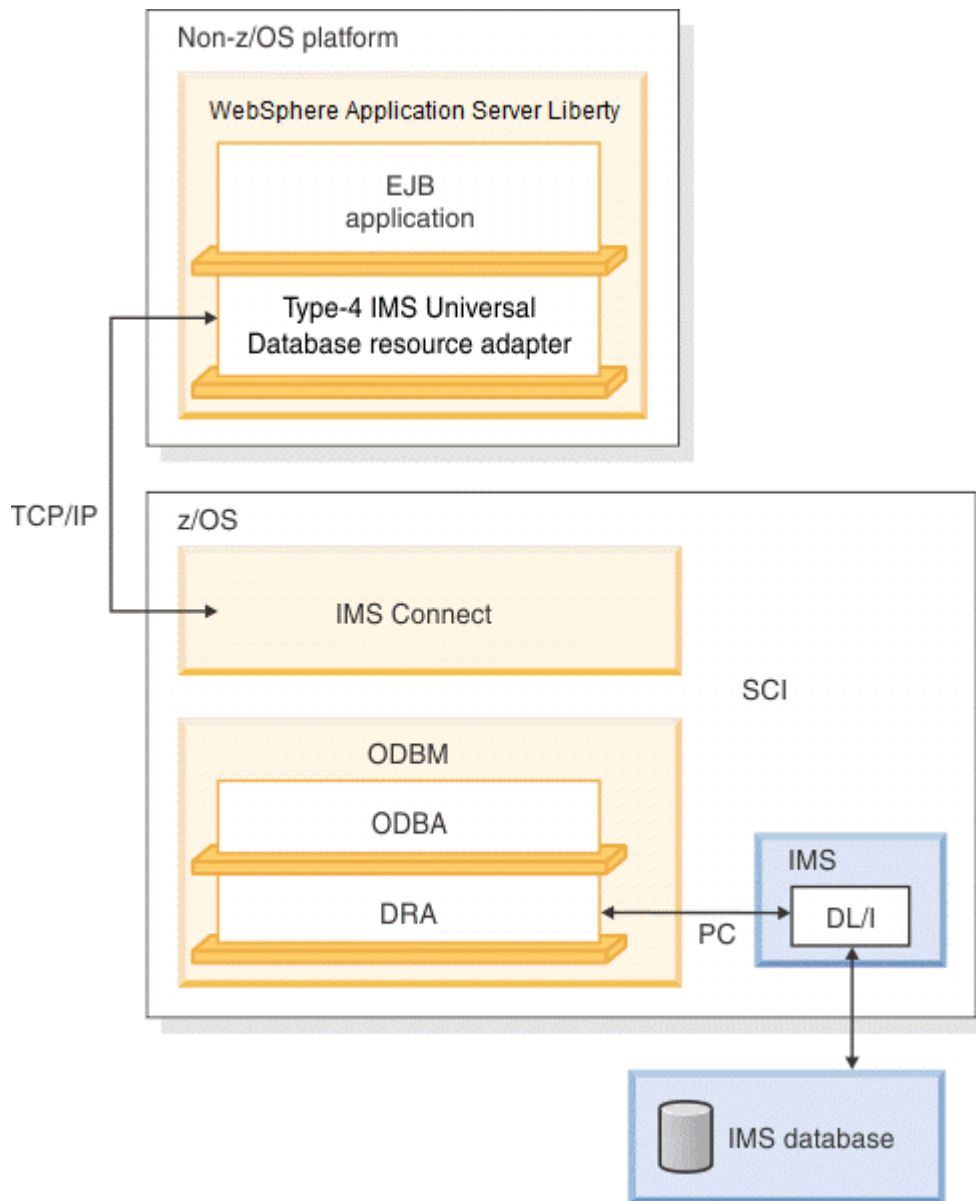 Non-z/OS platform
WebSphere Application Server Liberty
EJB
application
Type-4 IMS Universal
Database resource adapter
TCP/IP
z/OS
IMS Connect
SCI
ODBM
ODBA
DRA
PC
IMS
DL/I
IMS database